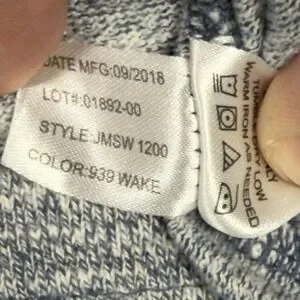 DATE MFG:09/2018
LOT#:01892-00
STYLE:JMSW 1200
COLOR:939 WAKE
TUMBLE DRY LOW
WARM IRON AS NEEDED